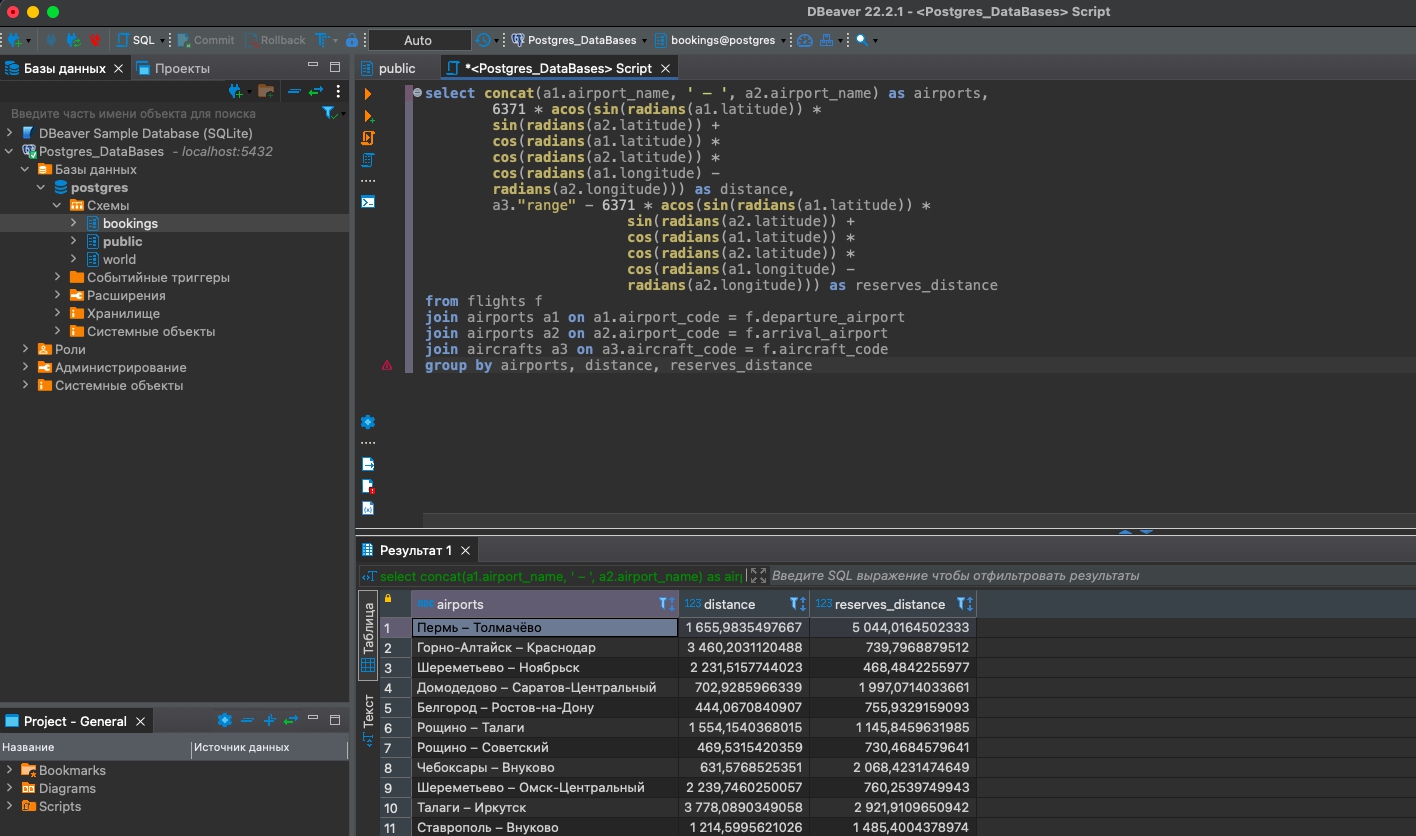 DBeaver 22.2.1 - <Postgres_DataBases> Script
SQL Commit Rollback Auto Postgres_DataBases bookings@postgres
Базы данных Проекты
public *<Postgres_DataBases> Script
Введите часть имени объекта для поиска
DBeaver Sample Database (SQLite)
Postgres_DataBases - localhost:5432
Базы данных
postgres
Схемы
bookings
public
world
Событийные триггеры
Расширения
Хранилище
Системные объекты
Роли
Администрирование
Системные объекты
select concat(a1.airport_name, ' – ', a2.airport_name) as airports,
6371 * acos(sin(radians(a1.latitude)) *
sin(radians(a2.latitude)) +
cos(radians(a1.latitude)) *
cos(radians(a2.latitude)) *
cos(radians(a1.longitude) -
radians(a2.longitude))) as distance,
a3."range" - 6371 * acos(sin(radians(a1.latitude)) *
sin(radians(a2.latitude)) +
cos(radians(a1.latitude)) *
cos(radians(a2.latitude)) *
cos(radians(a1.longitude) -
radians(a2.longitude))) as reserves_distance
from flights f
join airports a1 on a1.airport_code = f.departure_airport
join airports a2 on a2.airport_code = f.arrival_airport
join aircrafts a3 on a3.aircraft_code = f.aircraft_code
group by airports, distance, reserves_distance
Результат 1
select concat(a1.airport_name, ' – ', a2.airport_name) as air
Введите SQL выражение чтобы отфильтровать результаты
Таблица
Текст
airports 123 distance 123 reserves_distance
1 Пермь – Толмачёво 1 655,9835497667 5 044,0164502333
2 Горно-Алтайск – Краснодар 3 460,2031120488 739,7968879512
3 Шереметьево – Ноябрьск 2 231,5157744023 468,4842255977
4 Домодедово – Саратов-Центральный 702,9285966339 1 997,0714033661
5 Белгород – Ростов-на-Дону 444,0670840907 755,9329159093
6 Рощино – Талаги 1 554,1540368015 1 145,8459631985
7 Рощино – Советский 469,5315420359 730,4684579641
8 Чебоксары – Внуково 631,5768525351 2 068,4231474649
9 Шереметьево – Омск-Центральный 2 239,7460250057 760,2539749943
10 Талаги – Иркутск 3 778,0890349058 2 921,9109650942
11 Ставрополь – Внуково 1 214,5995621026 1 485,4004378974
Project - General
Название Источник данных
Bookmarks
Diagrams
Scripts